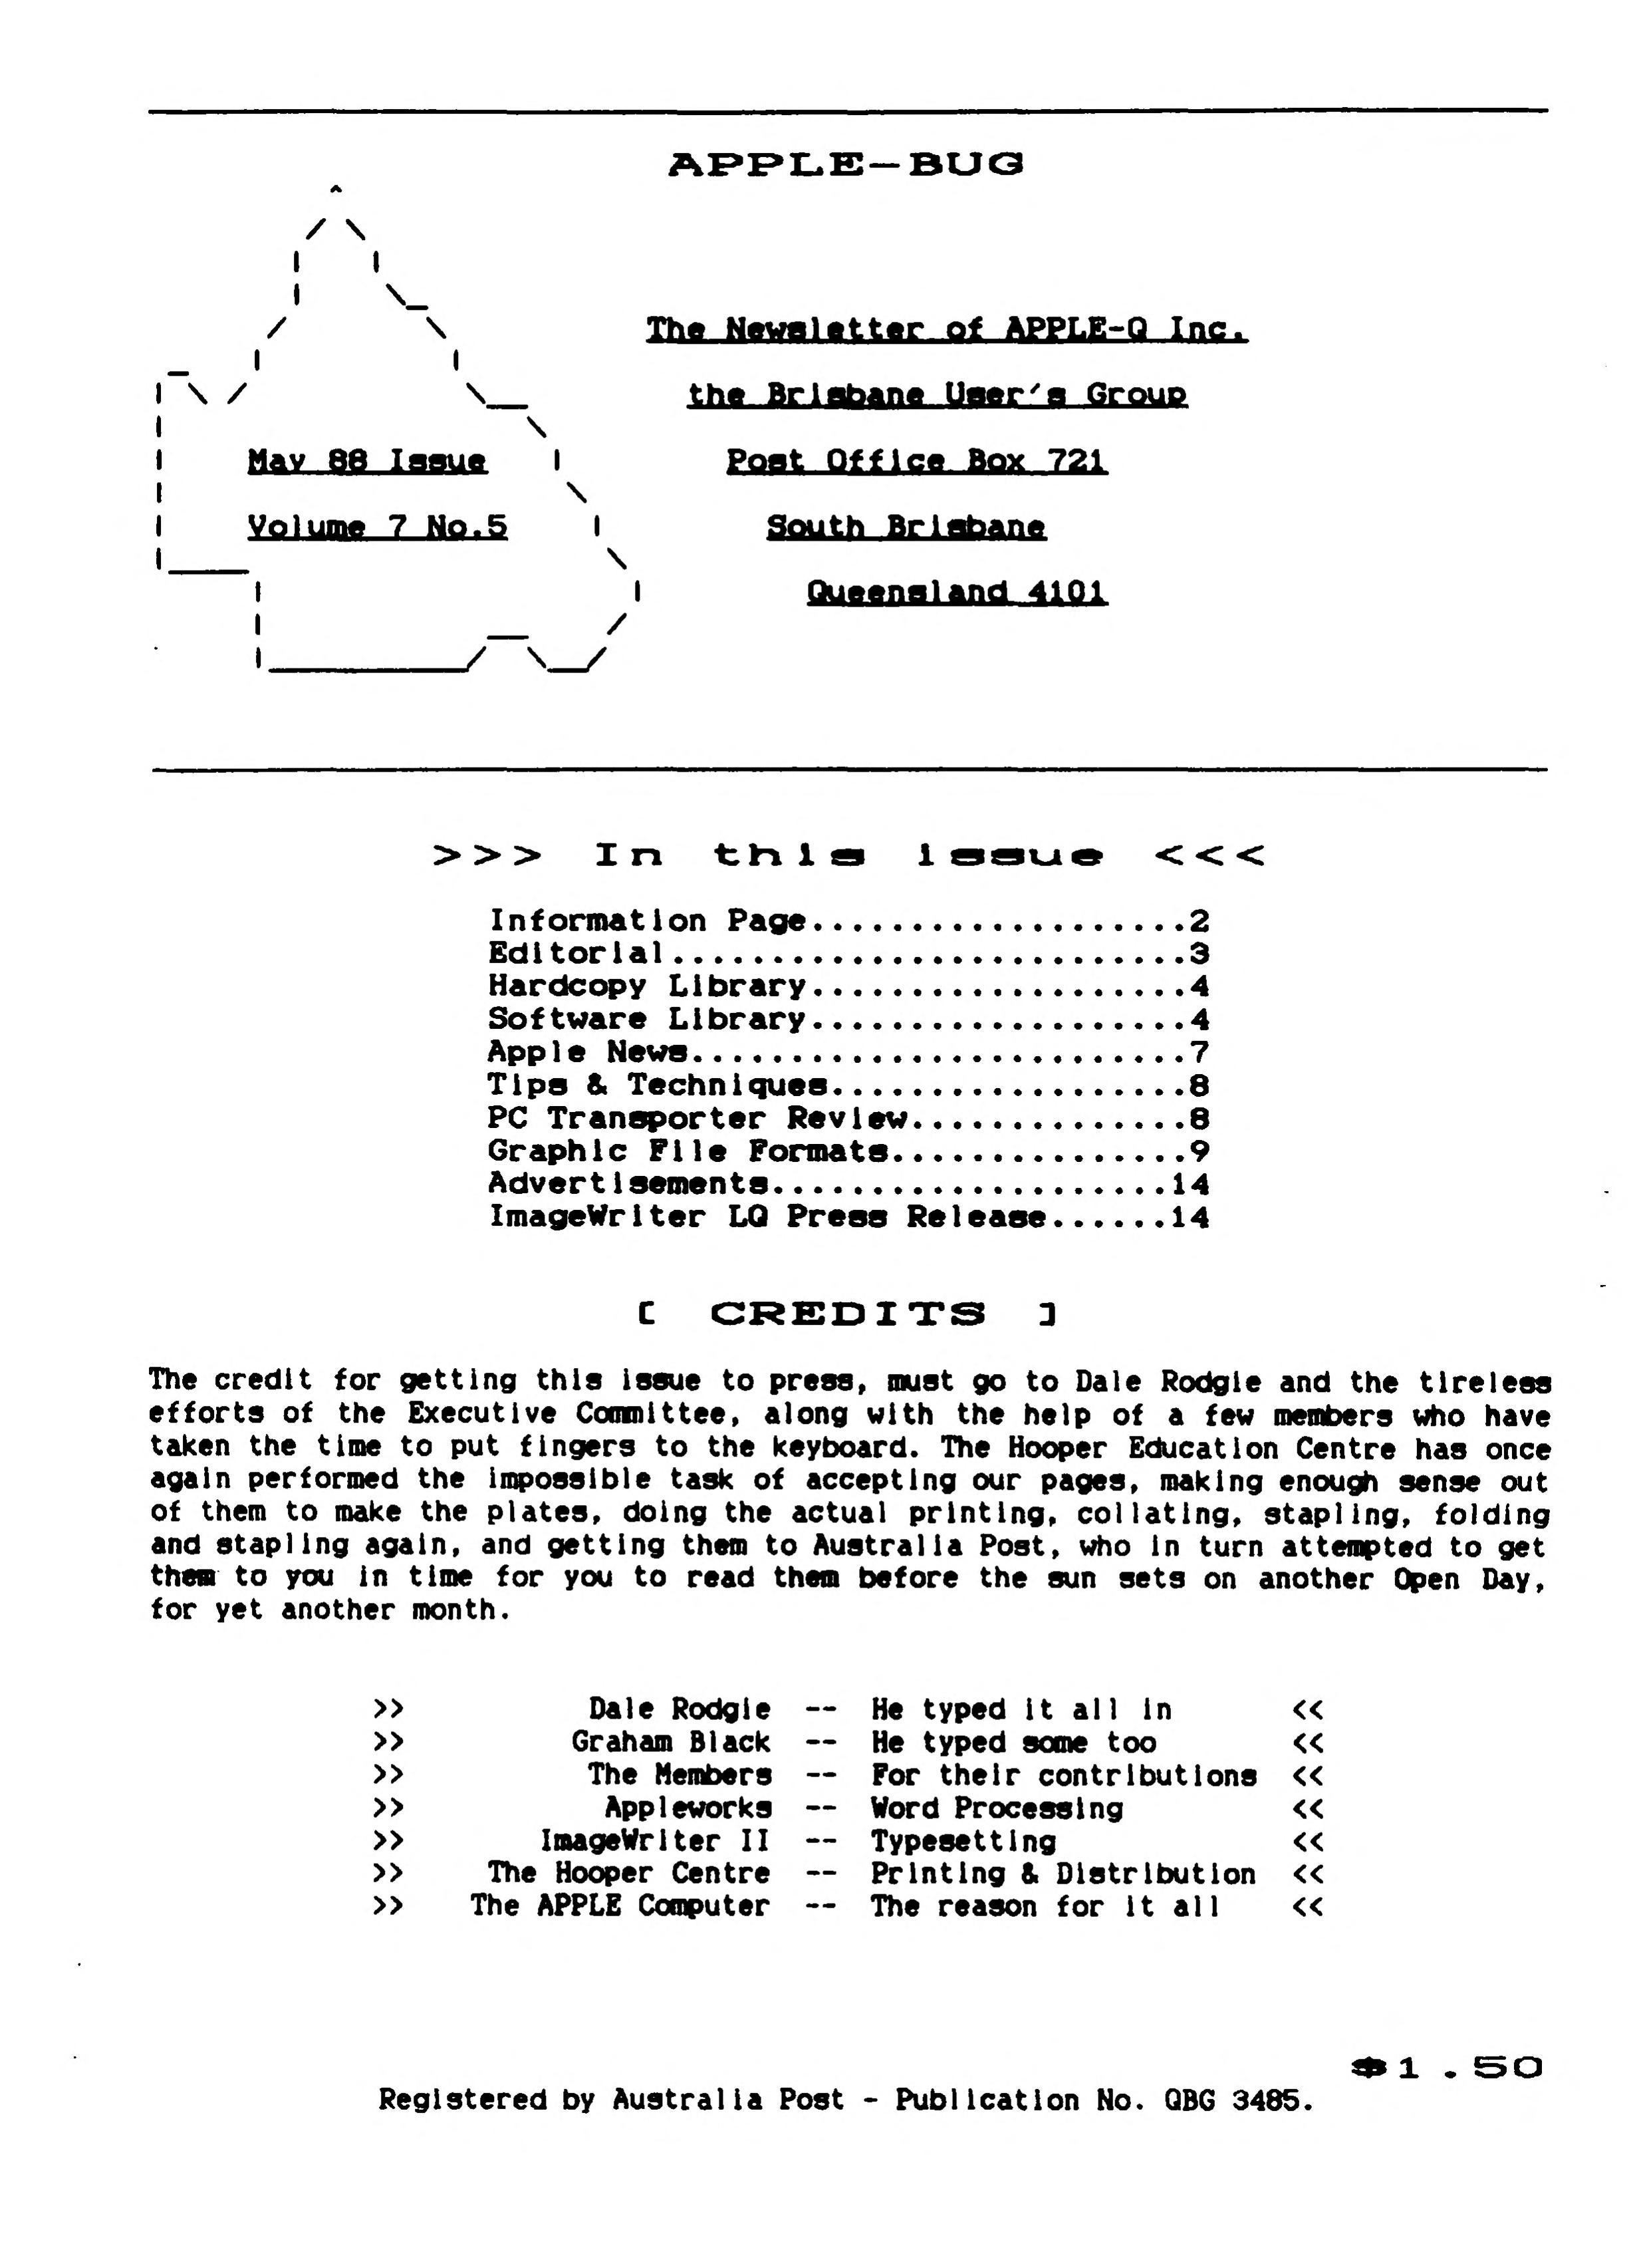 APPLE-BUG
The Newsletter of APPLE-Q Inc.
the Brisbane User's Group
May 88 Issue Post Office Box 721
Volume 7 No.5 South Brisbane
Queensland 4101
>>> In this issue <<<
Information Page...................2
Editorial..........................3
Hardcopy Library...................4
Software Library...................4
Apple News.........................7
Tips & Techniques..................8
PC Transporter Review..............8
Graphic File Formats...............9
Advertisements....................14
ImageWriter LQ Press Release......14
[ CREDITS ]
The credit for getting this issue to press, must go to Dale Rodgie and the tireless
efforts of the Executive Committee, along with the help of a few members who have
taken the time to put fingers to the keyboard. The Hooper Education Centre has once
again performed the impossible task of accepting our pages, making enough sense out
of them to make the plates, doing the actual printing, collating, stapling, folding
and stapling again, and getting them to Australia Post, who in turn attempted to get
them to you in time for you to read them before the sun sets on another Open Day,
for yet another month.
>> Dale Rodgie -- He typed it all in <<
>> Graham Black -- He typed some too <<
>> The Members -- For their contributions <<
>> Appleworks -- Word Processing <<
>> ImageWriter II -- Typesetting <<
>> The Hooper Centre -- Printing & Distribution <<
>> The APPLE Computer -- The reason for it all <<
$1.50
Registered by Australia Post - Publication No. QBG 3485.